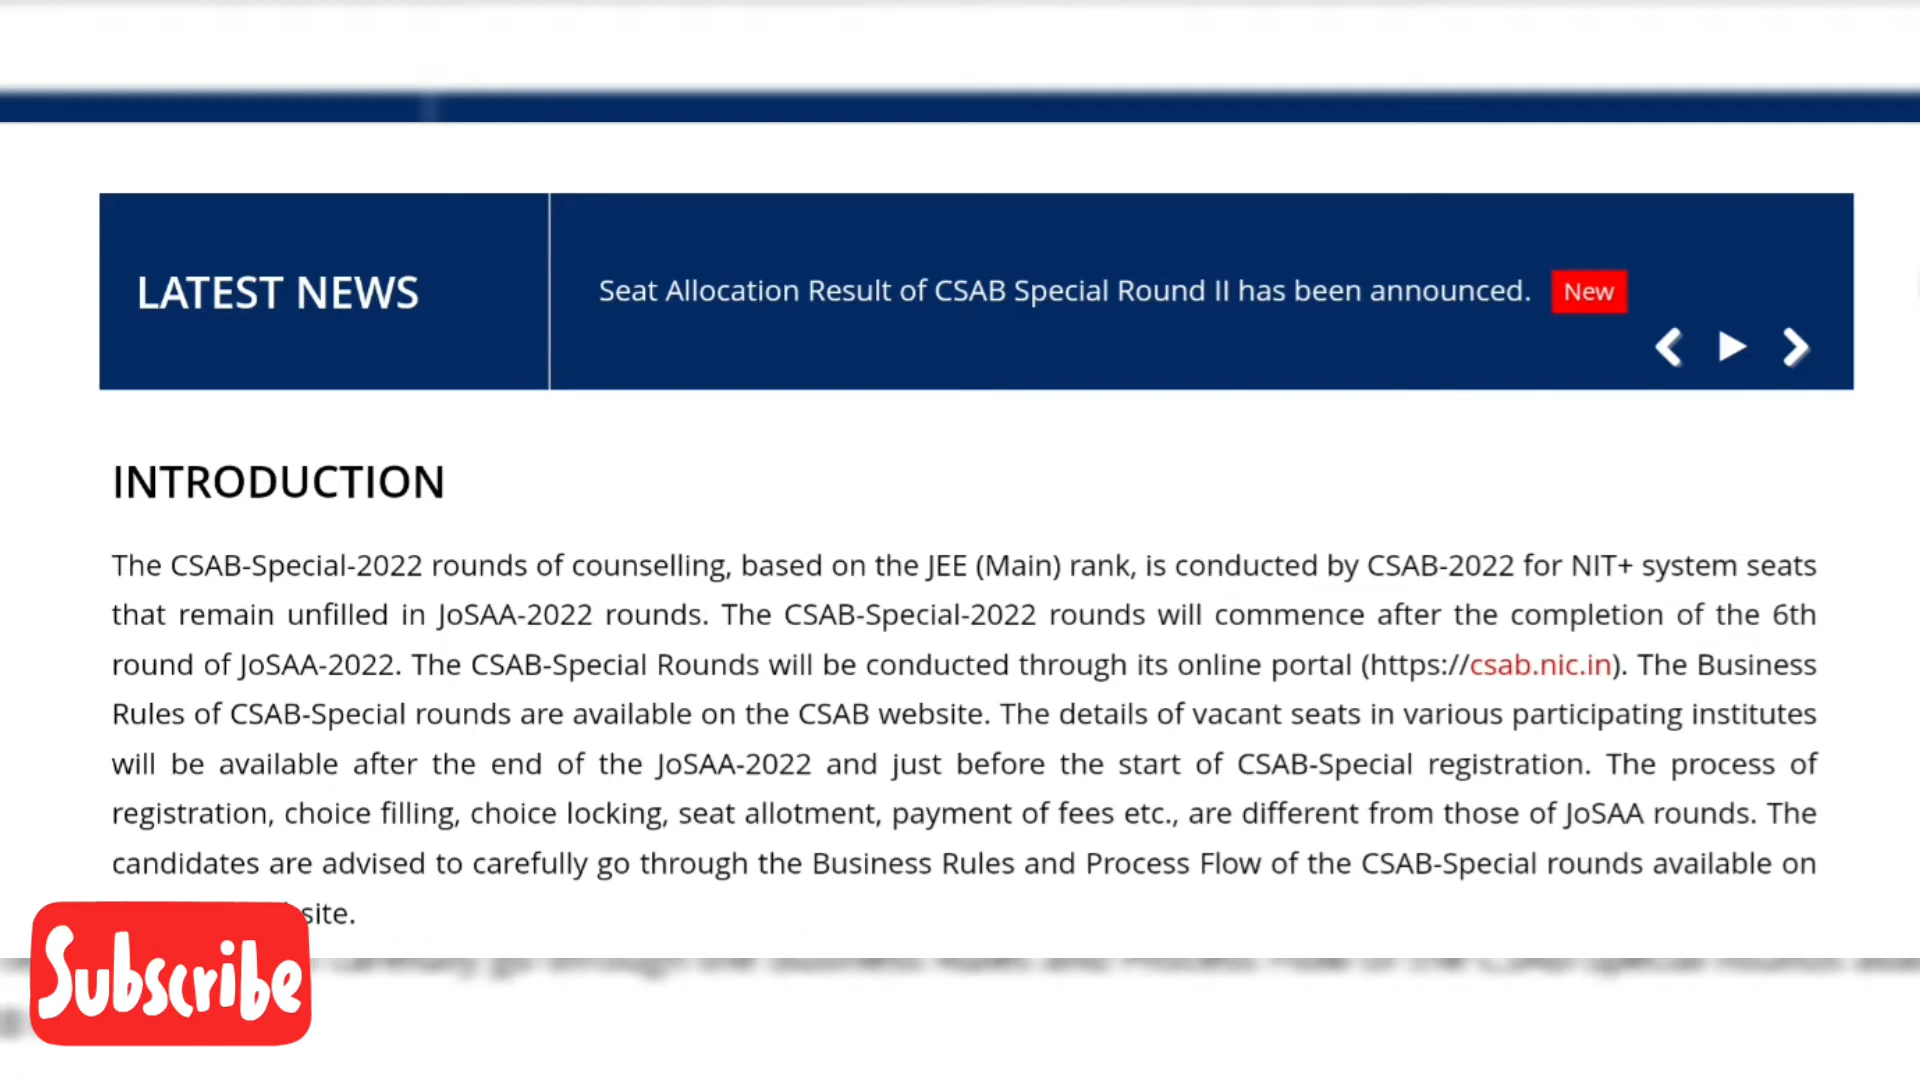 LATEST NEWS
Seat Allocation Result of CSAB Special Round II has been announced. New
INTRODUCTION
The CSAB-Special-2022 rounds of counselling, based on the JEE (Main) rank, is conducted by CSAB-2022 for NIT+ system seats
that remain unfilled in JoSAA-2022 rounds. The CSAB-Special-2022 rounds will commence after the completion of the 6th
round of JoSAA-2022. The CSAB-Special Rounds will be conducted through its online portal (https://csab.nic.in). The Business
Rules of CSAB-Special rounds are available on the CSAB website. The details of vacant seats in various participating institutes
will be available after the end of the JoSAA-2022 and just before the start of CSAB-Special registration. The process of
registration, choice filling, choice locking, seat allotment, payment of fees etc., are different from those of JoSAA rounds. The
candidates are advised to carefully go through the Business Rules and Process Flow of the CSAB-Special rounds available on
site.
Subscribe